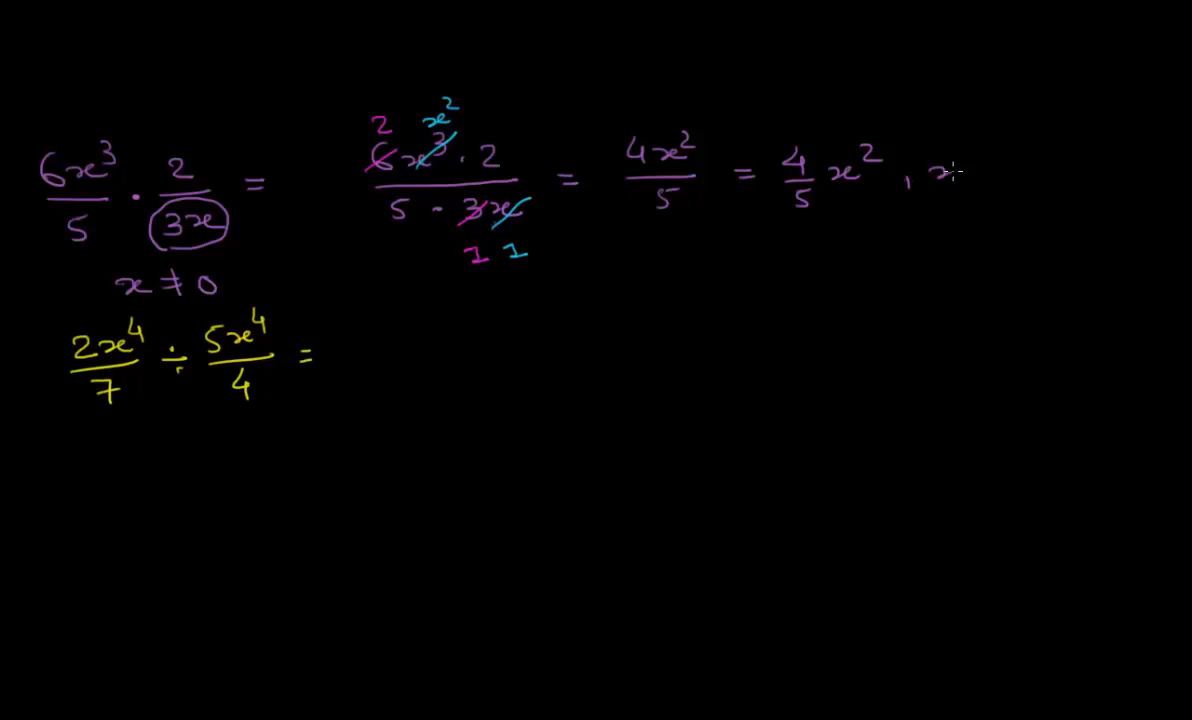 6x³/5 · 2/3x = 6x³ · 2/5 · 3x = 4x²/5 = 4/5 x² , x
2 x²
1 1
x ≠ 0
2x⁴/7 ÷ 5x⁴/4 =